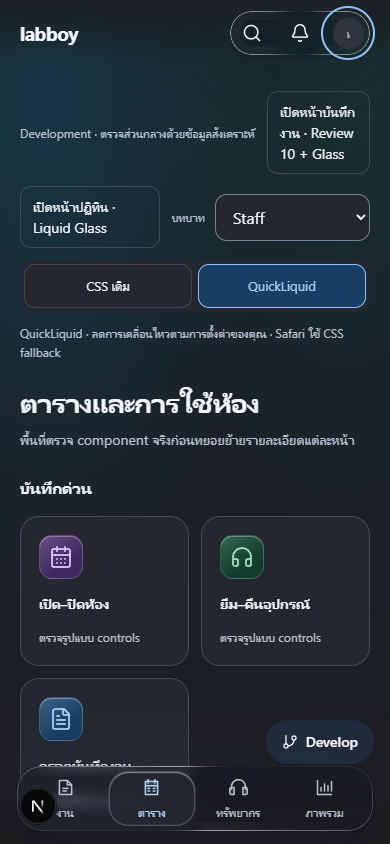 labboy
Development · ตรวจส่วนกลางด้วยข้อมูลสังเคราะห์
เปิดหน้าบันทึก
งาน · Review
10 + Glass
เปิดหน้าปฏิทิน ·
Liquid Glass
บทบาท
Staff
CSS เดิม
QuickLiquid
QuickLiquid · ลดการเคลื่อนไหวตามการตั้งค่าของคุณ · Safari ใช้ CSS
fallback
ตารางและการใช้ห้อง
พื้นที่ตรวจ component จริงก่อนทยอยย้ายรายละเอียดแต่ละหน้า
บันทึกด่วน
เปิด–ปิดห้อง
ตรวจรูปแบบ controls
ยืม–คืนอุปกรณ์
ตรวจรูปแบบ controls
Develop
N
งาน
ตาราง
ทรัพยากร
ภาพรวม